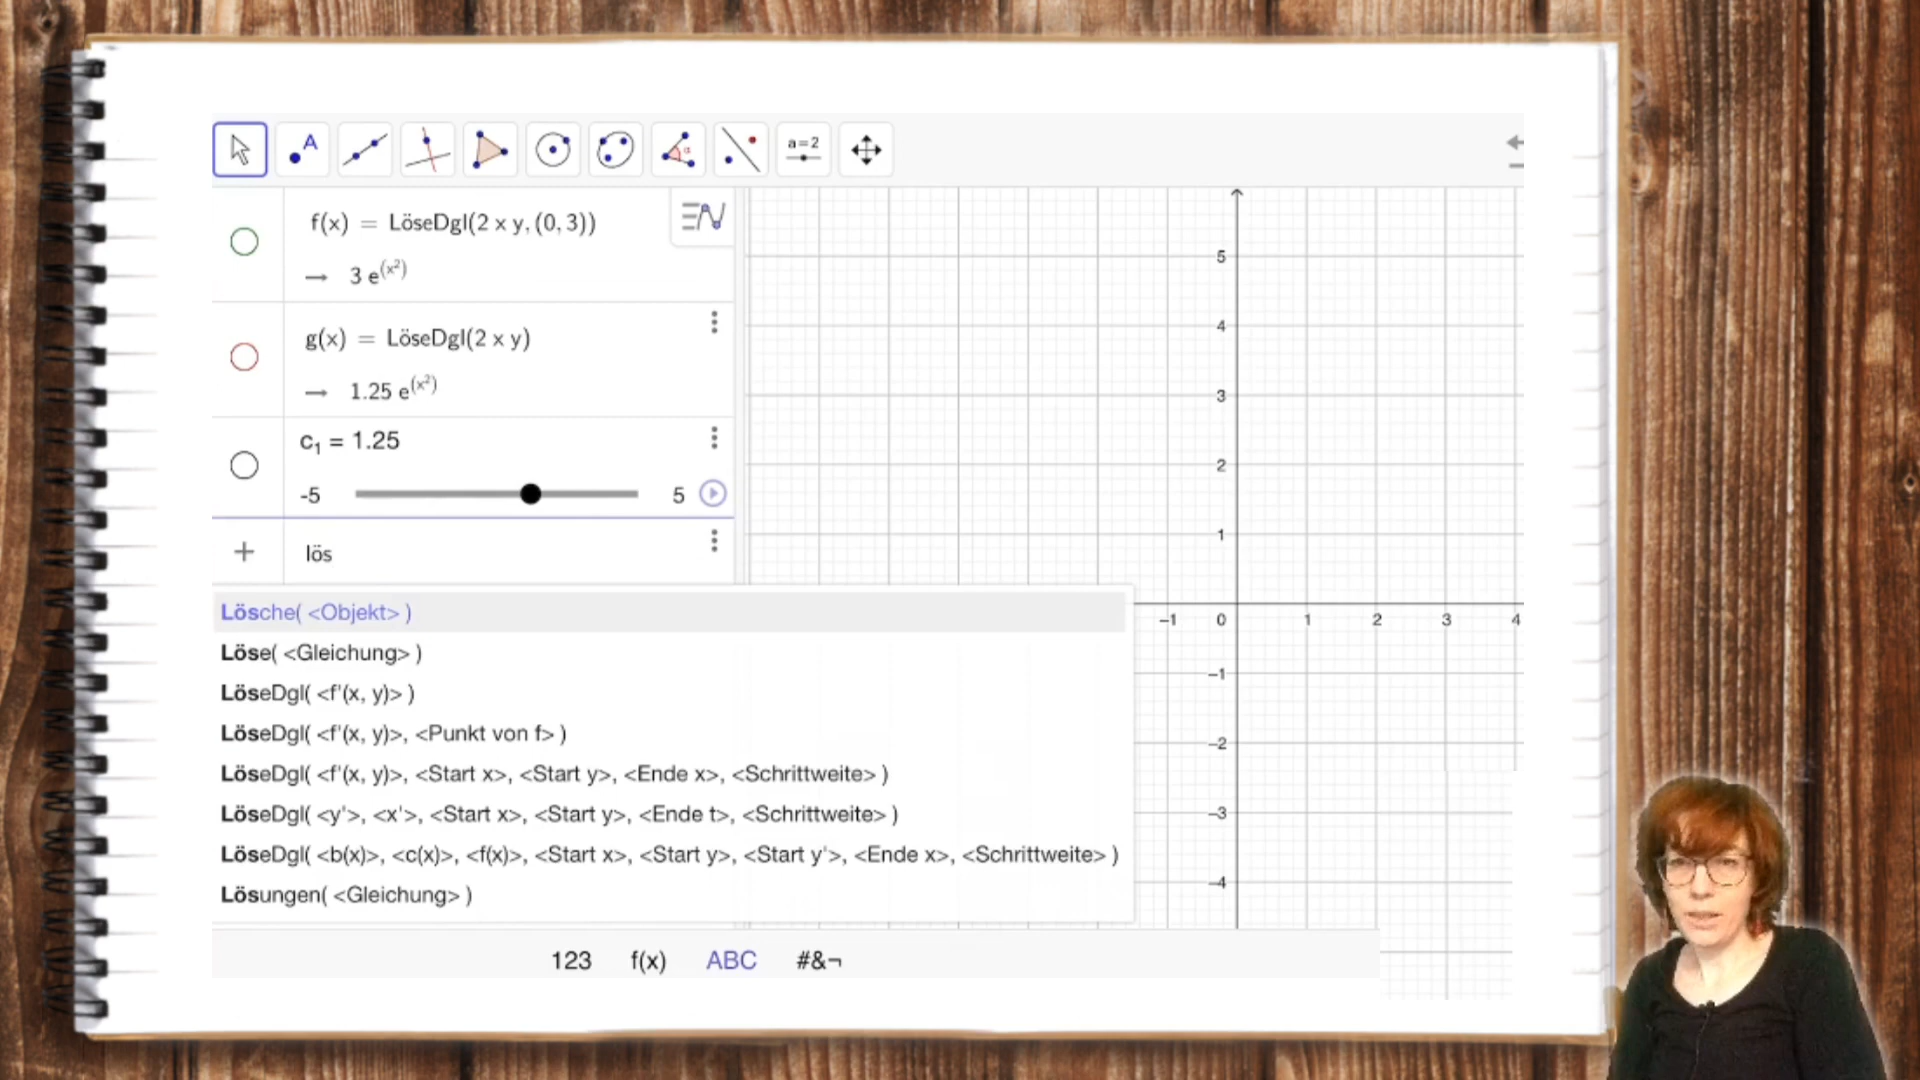 A
a=2
f(x) = LöseDgl(2 x y, (0, 3))
→ 3 e^(x²)
g(x) = LöseDgl(2 x y)
→ 1.25 e^(x²)
c₁ = 1.25
-5
5
+ lös
Lösche( <Objekt> )
Löse( <Gleichung> )
LöseDgl( <f'(x, y)> )
LöseDgl( <f'(x, y)>, <Punkt von f> )
LöseDgl( <f'(x, y)>, <Start x>, <Start y>, <Ende x>, <Schrittweite> )
LöseDgl( <y'>, <x'>, <Start x>, <Start y>, <Ende t>, <Schrittweite> )
LöseDgl( <b(x)>, <c(x)>, <f(x)>, <Start x>, <Start y>, <Start y'>, <Ende x>, <Schrittweite> )
Lösungen( <Gleichung> )
123 f(x) ABC #&¬
5
4
3
2
1
–1 0 1 2 3 4
–1
–2
–3
–4